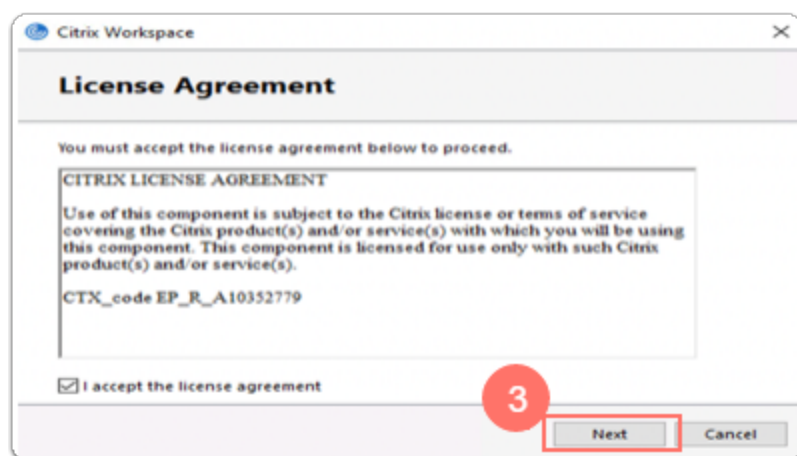 Citrix Workspace
License Agreement
You must accept the license agreement below to proceed.
CITRIX LICENSE AGREEMENT
Use of this component is subject to the Citrix license or terms of service
covering the Citrix product(s) and/or service(s) with which you will be using
this component. This component is licensed for use only with such Citrix
product(s) and/or service(s).
CTX_code EP_R_A10352779
I accept the license agreement
3
Next Cancel